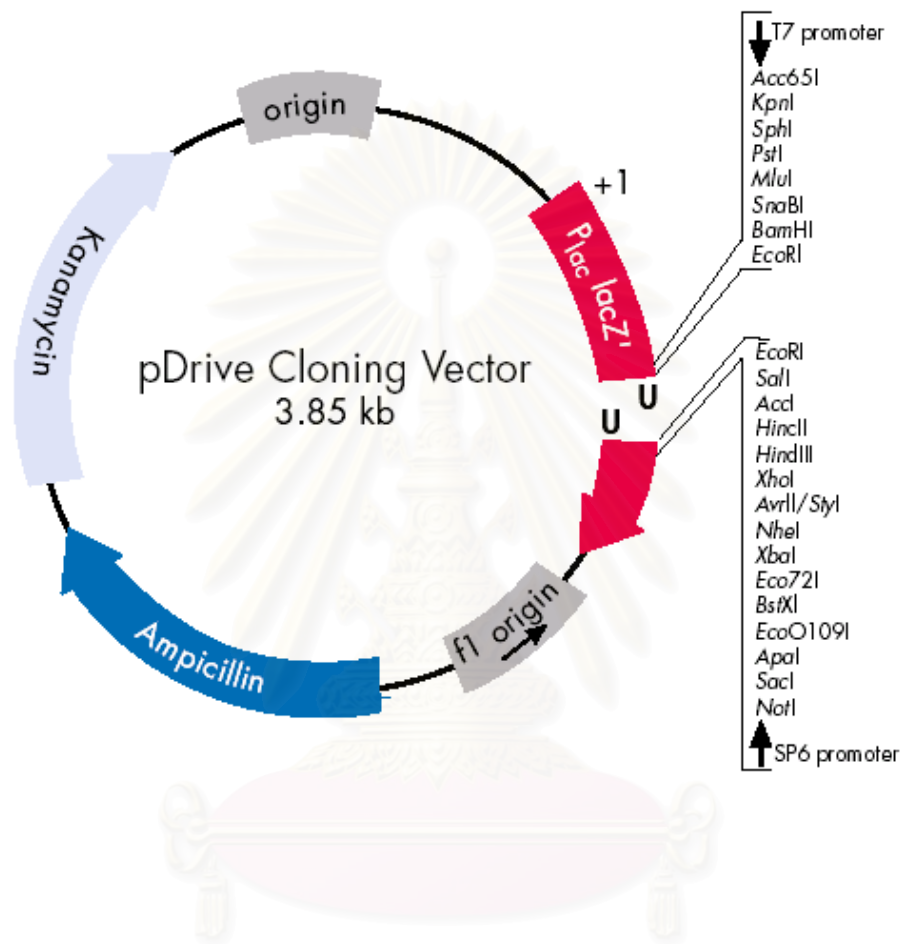 T7 promoter
Acc65I
KpnI
SphI
PstI
MluI
SnaBI
BamHI
EcoRI
origin
+1
Plac lacZ'
Kanamycin
pDrive Cloning Vector
3.85 kb
U
U
EcoRI
SalI
AccI
HincII
HindIII
XhoI
AvrII/StyI
NheI
XbaI
Eco72I
BstXI
EcoO109I
ApaI
SacI
NotI
SP6 promoter
f1 origin
Ampicillin